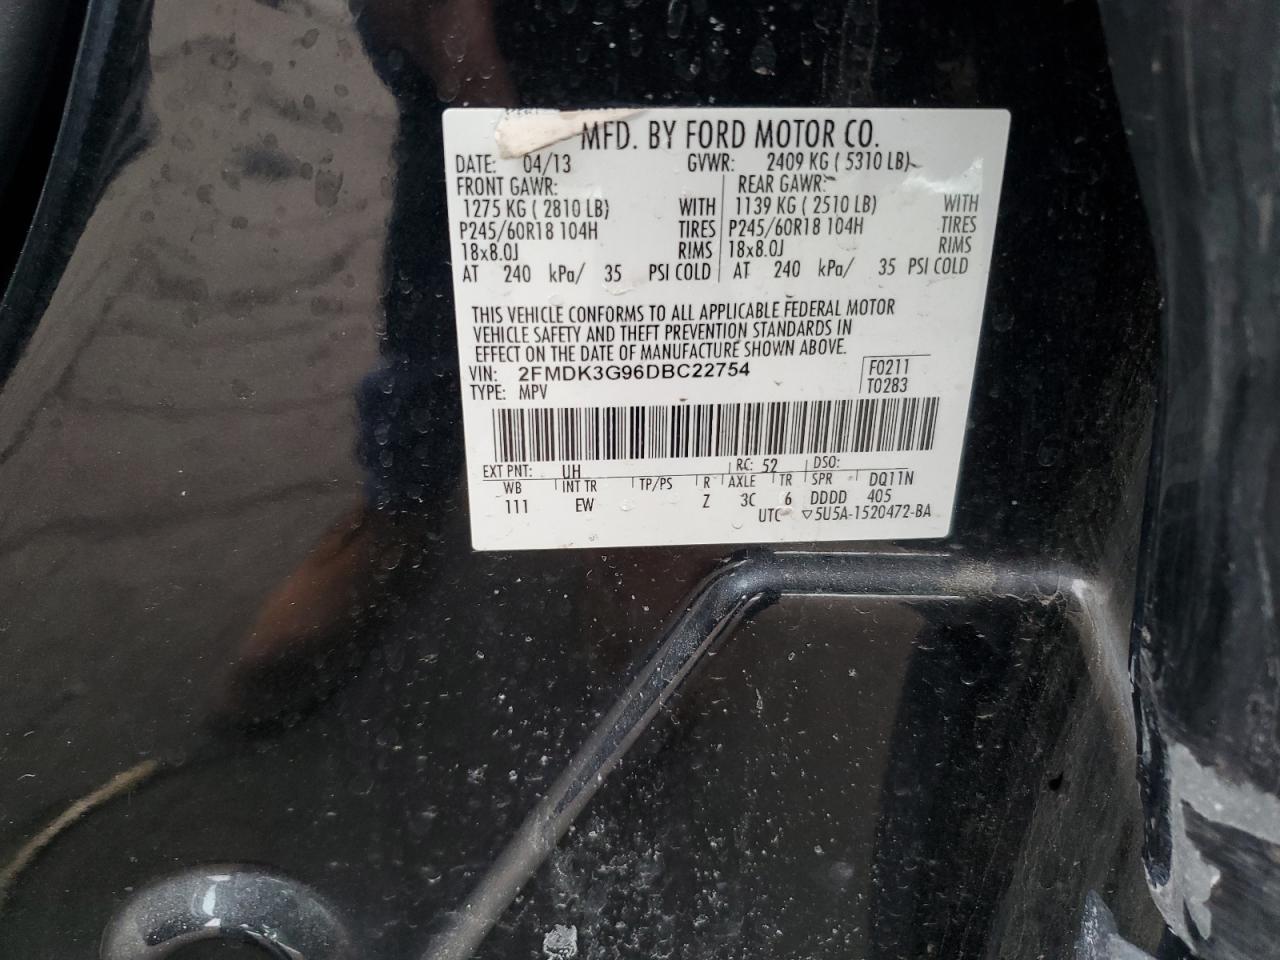 MFD. BY FORD MOTOR CO.
DATE: 04/13 GVWR: 2409 KG ( 5310 LB)
FRONT GAWR: REAR GAWR:
1275 KG ( 2810 LB) WITH 1139 KG ( 2510 LB) WITH
P245/60R18 104H TIRES P245/60R18 104H TIRES
18x8.0J RIMS 18x8.0J RIMS
AT 240 kPa/ 35 PSI COLD AT 240 kPa/ 35 PSI COLD
THIS VEHICLE CONFORMS TO ALL APPLICABLE FEDERAL MOTOR
VEHICLE SAFETY AND THEFT PREVENTION STANDARDS IN
EFFECT ON THE DATE OF MANUFACTURE SHOWN ABOVE.
VIN: 2FMDK3G96DBC22754 F0211
TYPE: MPV T0283
EXT PNT: UH RC: 52 DSO:
WB INT TR TP/PS R AXLE TR SPR DQ11N
111 EW Z 3C 6 DDDD 405
UTC ▽5U5A-1520472-BA